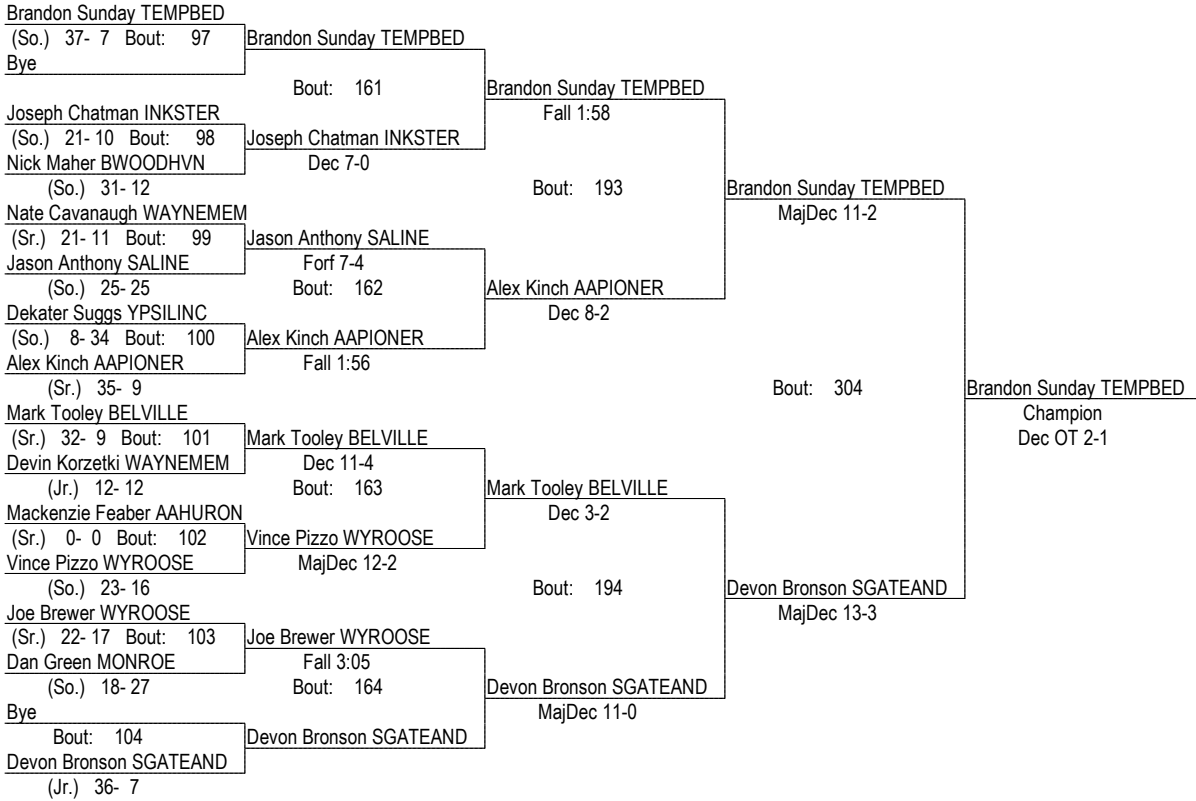 Brandon Sunday TEMPBED
(So.) 37- 7 Bout: 97 Brandon Sunday TEMPBED
Bye
Bout: 161 Brandon Sunday TEMPBED
Joseph Chatman INKSTER Fall 1:58
(So.) 21- 10 Bout: 98 Joseph Chatman INKSTER
Nick Maher BWOODHVN Dec 7-0
(So.) 31- 12 Bout: 193 Brandon Sunday TEMPBED
Nate Cavanaugh WAYNEMEM MajDec 11-2
(Sr.) 21- 11 Bout: 99 Jason Anthony SALINE
Jason Anthony SALINE Forf 7-4
(So.) 25- 25 Bout: 162 Alex Kinch AAPIONER
Dekater Suggs YPSILINC Dec 8-2
(So.) 8- 34 Bout: 100 Alex Kinch AAPIONER
Alex Kinch AAPIONER Fall 1:56
(Sr.) 35- 9 Bout: 304 Brandon Sunday TEMPBED
Mark Tooley BELVILLE Champion
(Sr.) 32- 9 Bout: 101 Mark Tooley BELVILLE Dec OT 2-1
Devin Korzetki WAYNEMEM Dec 11-4
(Jr.) 12- 12 Bout: 163 Mark Tooley BELVILLE
Mackenzie Feaber AAHURON Dec 3-2
(Sr.) 0- 0 Bout: 102 Vince Pizzo WYROOSE
Vince Pizzo WYROOSE MajDec 12-2
(So.) 23- 16 Bout: 194 Devon Bronson SGATEAND
Joe Brewer WYROOSE MajDec 13-3
(Sr.) 22- 17 Bout: 103 Joe Brewer WYROOSE
Dan Green MONROE Fall 3:05
(So.) 18- 27 Bout: 164 Devon Bronson SGATEAND
Bye MajDec 11-0
Bout: 104 Devon Bronson SGATEAND
Devon Bronson SGATEAND
(Jr.) 36- 7